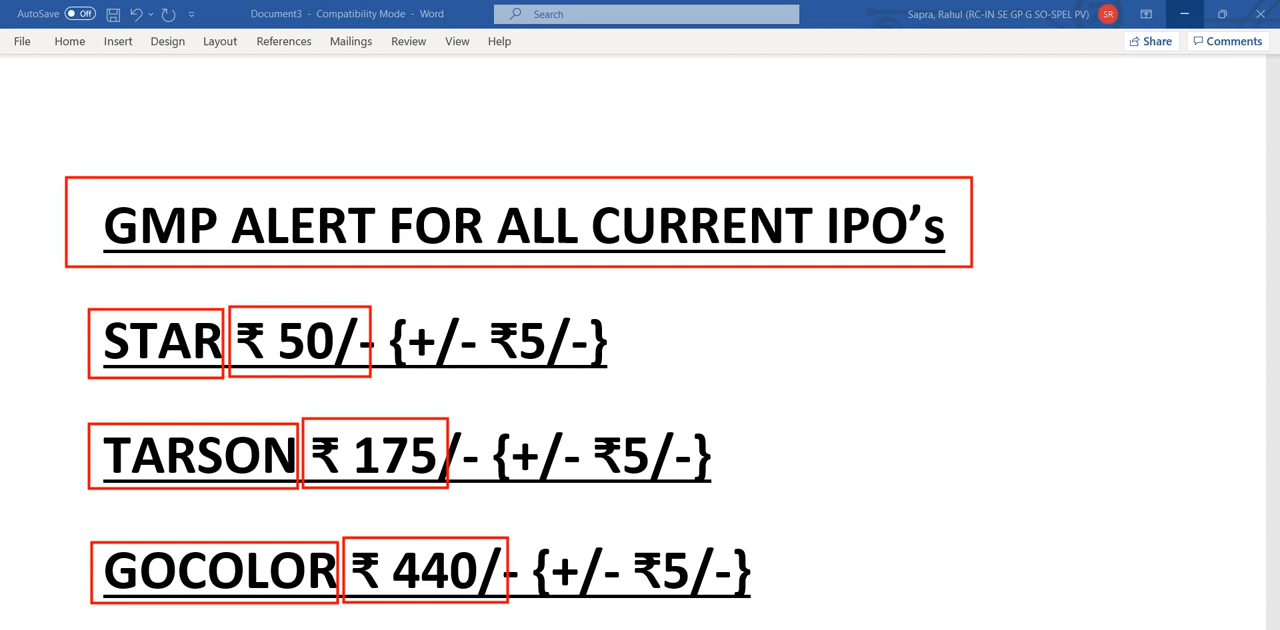 AutoSave Off Document3 - Compatibility Mode - Word Search Sapra, Rahul (RC-IN SE GP G SO-SPEL PV) SR
File Home Insert Design Layout References Mailings Review View Help Share Comments
GMP ALERT FOR ALL CURRENT IPO’s
STAR ₹ 50/- {+/- ₹5/-}
TARSON ₹ 175/- {+/- ₹5/-}
GOCOLOR ₹ 440/- {+/- ₹5/-}